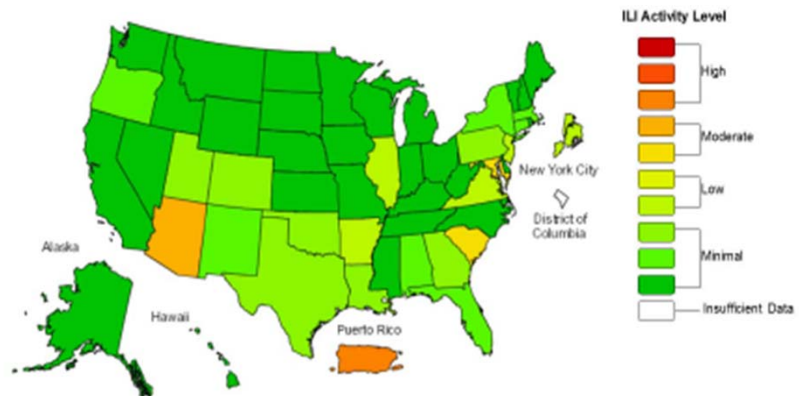 ILI Activity Level
High
Moderate
Low
Minimal
Insufficient Data
New York City
District of
Columbia
Alaska
Hawaii
Puerto Rico